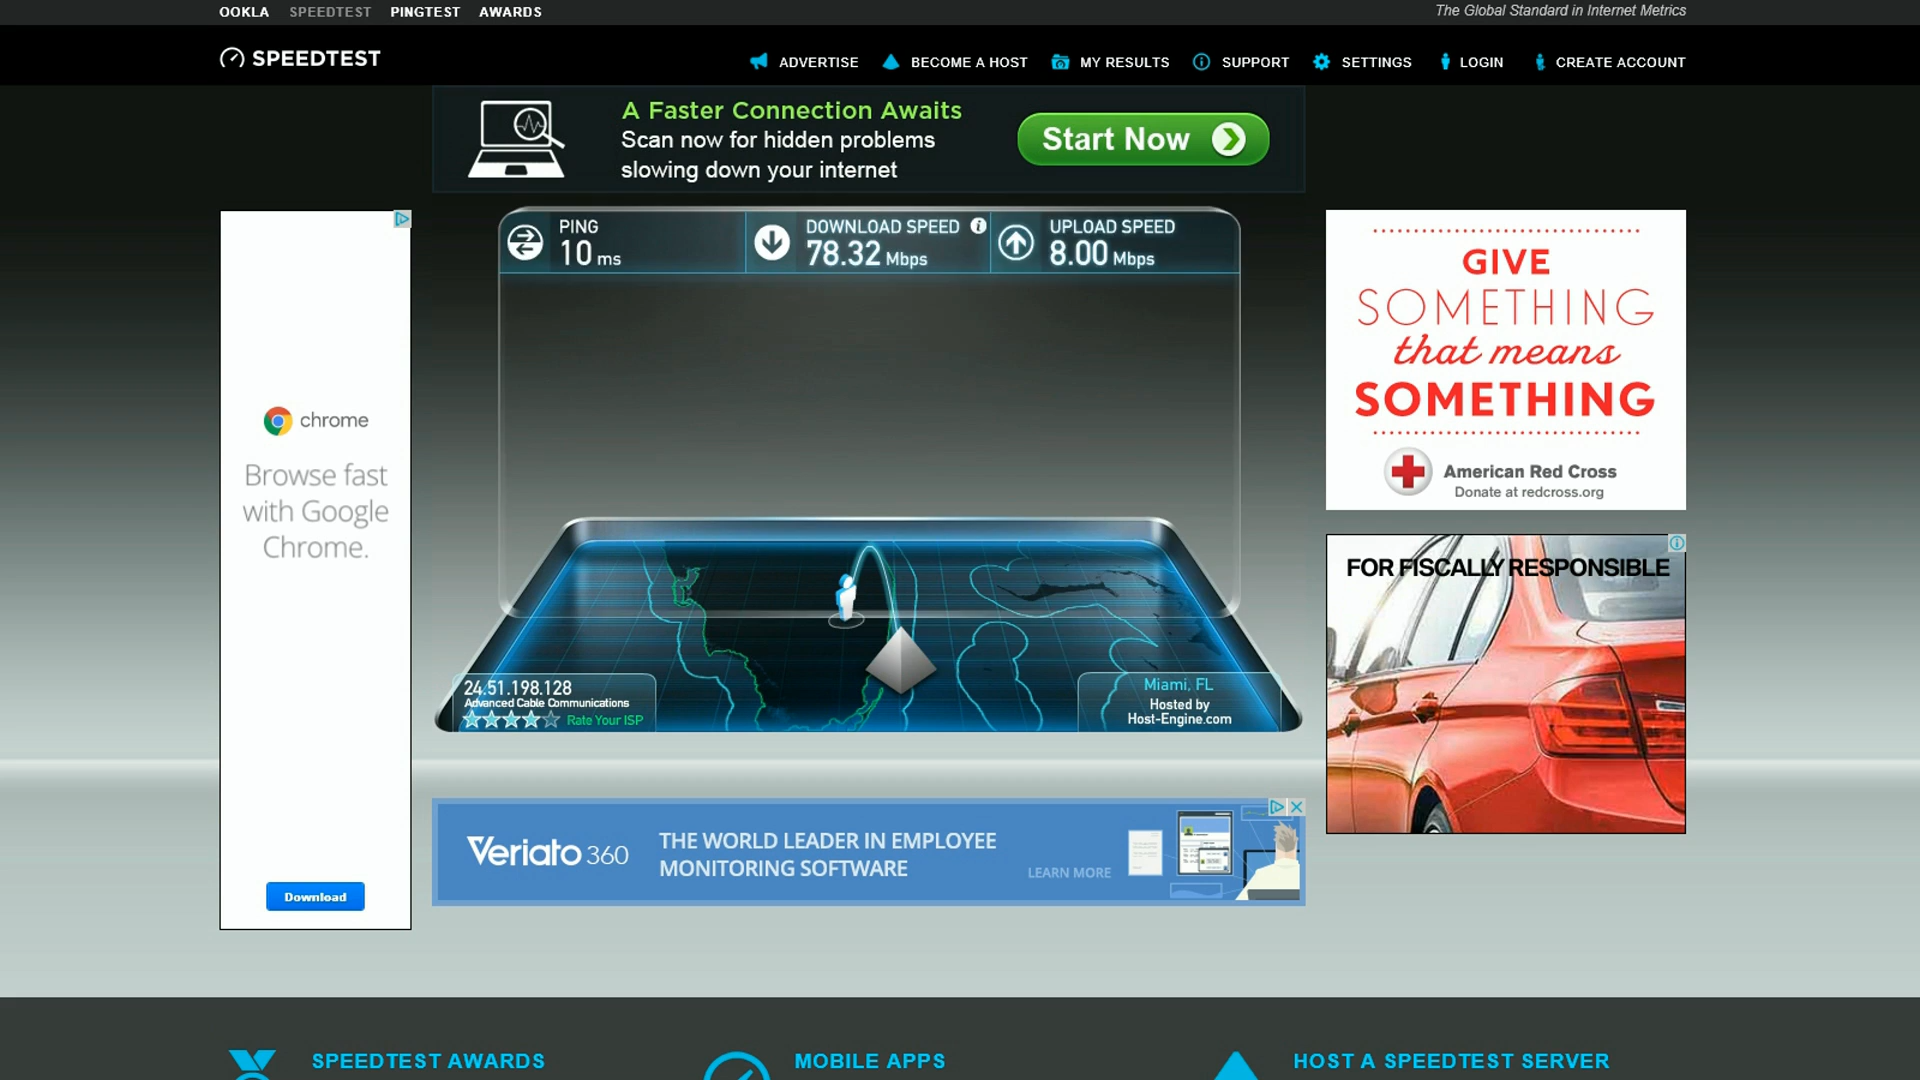 OOKLA SPEEDTEST PINGTEST AWARDS
The Global Standard in Internet Metrics
SPEEDTEST
ADVERTISE BECOME A HOST MY RESULTS SUPPORT SETTINGS LOGIN CREATE ACCOUNT
A Faster Connection Awaits
Scan now for hidden problems
slowing down your internet
Start Now
PING
10 ms
DOWNLOAD SPEED
78.32 Mbps
UPLOAD SPEED
8.00 Mbps
chrome
Browse fast
with Google
Chrome.
Download
GIVE
SOMETHING
that means
SOMETHING
American Red Cross
Donate at redcross.org
FOR FISCALLY RESPONSIBLE
24.51.198.128
Advanced Cable Communications
Rate Your ISP
Miami, FL
Hosted by
Host-Engine.com
Veriato 360
THE WORLD LEADER IN EMPLOYEE
MONITORING SOFTWARE
LEARN MORE
SPEEDTEST AWARDS
MOBILE APPS
HOST A SPEEDTEST SERVER